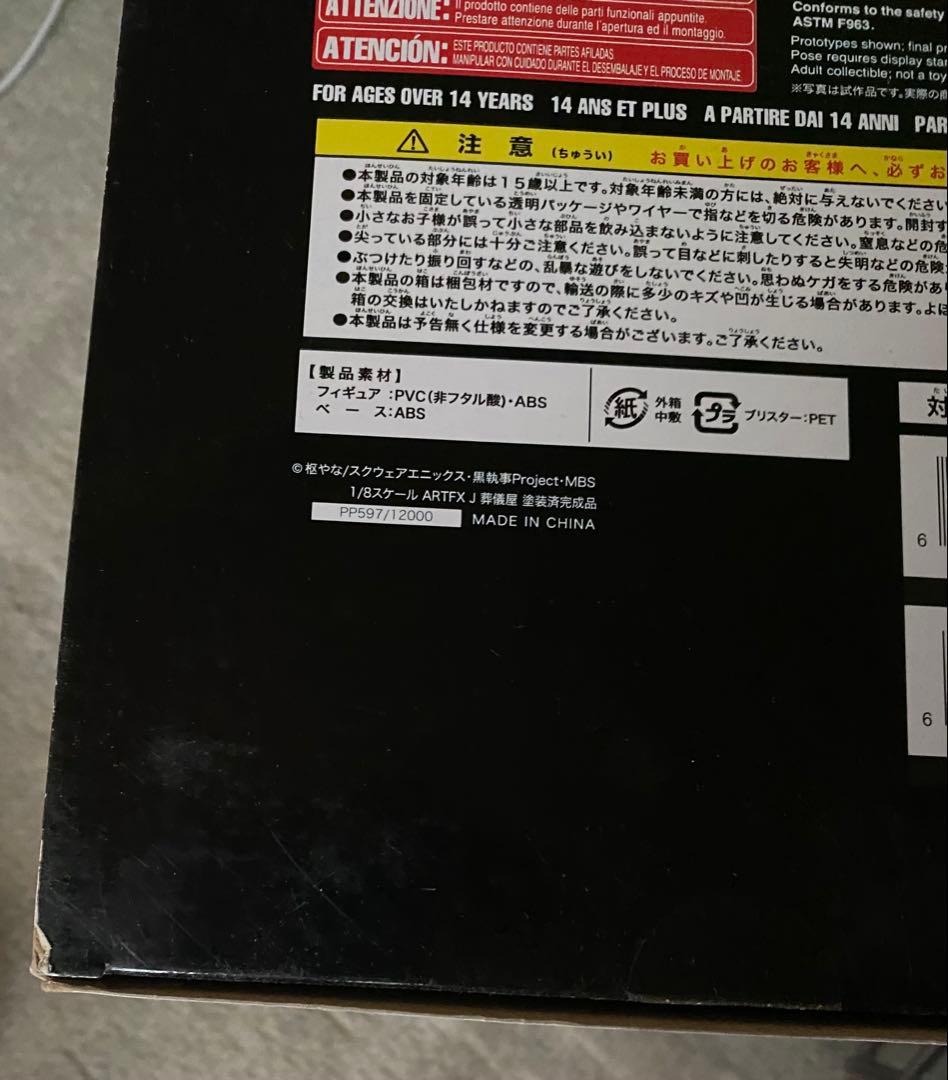 ATTENZIONE: Il prodotto contiene delle parti funzionali appuntite.
Prestare attenzione durante l'apertura ed il montaggio.
ATENCIÓN: ESTE PRODUCTO CONTIENE PARTES AFILADAS.
MANIPULAR CON CUIDADO DURANTE EL DESEMBALAJE Y EL PROCESO DE MONTAJE
Conforms to the safety
ASTM F963.
Prototypes shown; final pr
Pose requires display sta
Adult collectible; not a toy
※写真は試作品です。実際の商
FOR AGES OVER 14 YEARS 14 ANS ET PLUS A PARTIRE DAI 14 ANNI PAR
注意 (ちゅうい) お買い上げのお客様へ、必ずお
●本製品の対象年齢は15歳以上です。対象年齢未満の方には、絶対に与えないでください
●本製品を固定している透明パッケージやワイヤーで指などを切る危険があります。開封す
●小さなお子様が誤って小さな部品を飲み込まないように注意してください。窒息などの危
●尖っている部分には十分ご注意ください。誤って目などに刺したりすると失明などの危険
●ぶつけたり振り回すなどの、乱暴な遊びをしないでください。思わぬケガをする危険があ
●本製品の箱は梱包材ですので、輸送の際に多少のキズや凹が生じる場合があります。よほ
箱の交換はいたしかねますのでご了承ください。
●本製品は予告無く仕様を変更する場合がございます。ご了承ください。
【製品素材】
フィギュア:PVC(非フタル酸)・ABS
ベース:ABS
紙 外箱
中敷
プラ ブリスター:PET
対
©枢やな/スクウェアエニックス・黒執事Project・MBS
1/8スケール ARTFX J 葬儀屋 塗装済完成品
PP597/12000 MADE IN CHINA
6
6